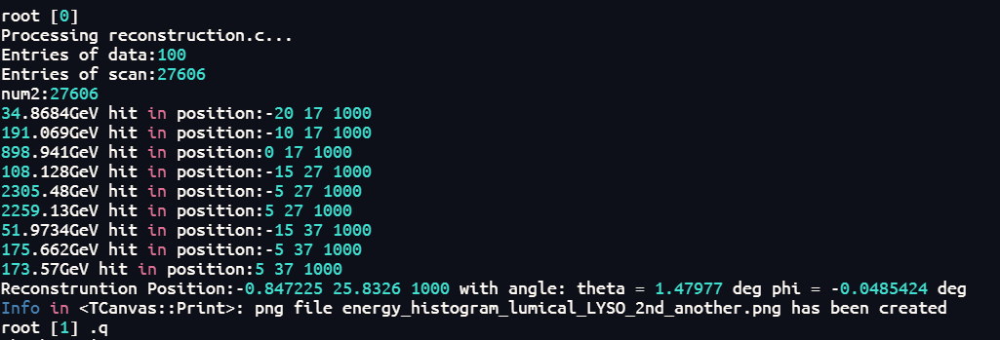 root [0]
Processing reconstruction.c...
Entries of data:100
Entries of scan:27606
num2:27606
34.8684GeV hit in position:-20 17 1000
191.069GeV hit in position:-10 17 1000
898.941GeV hit in position:0 17 1000
108.128GeV hit in position:-15 27 1000
2305.48GeV hit in position:-5 27 1000
2259.13GeV hit in position:5 27 1000
51.9734GeV hit in position:-15 37 1000
175.662GeV hit in position:-5 37 1000
173.57GeV hit in position:5 37 1000
Reconstruntion Position:-0.847225 25.8326 1000 with angle: theta = 1.47977 deg phi = -0.0485424 deg
Info in <TCanvas::Print>: png file energy_histogram_lumical_LYSO_2nd_another.png has been created
root [1] .q